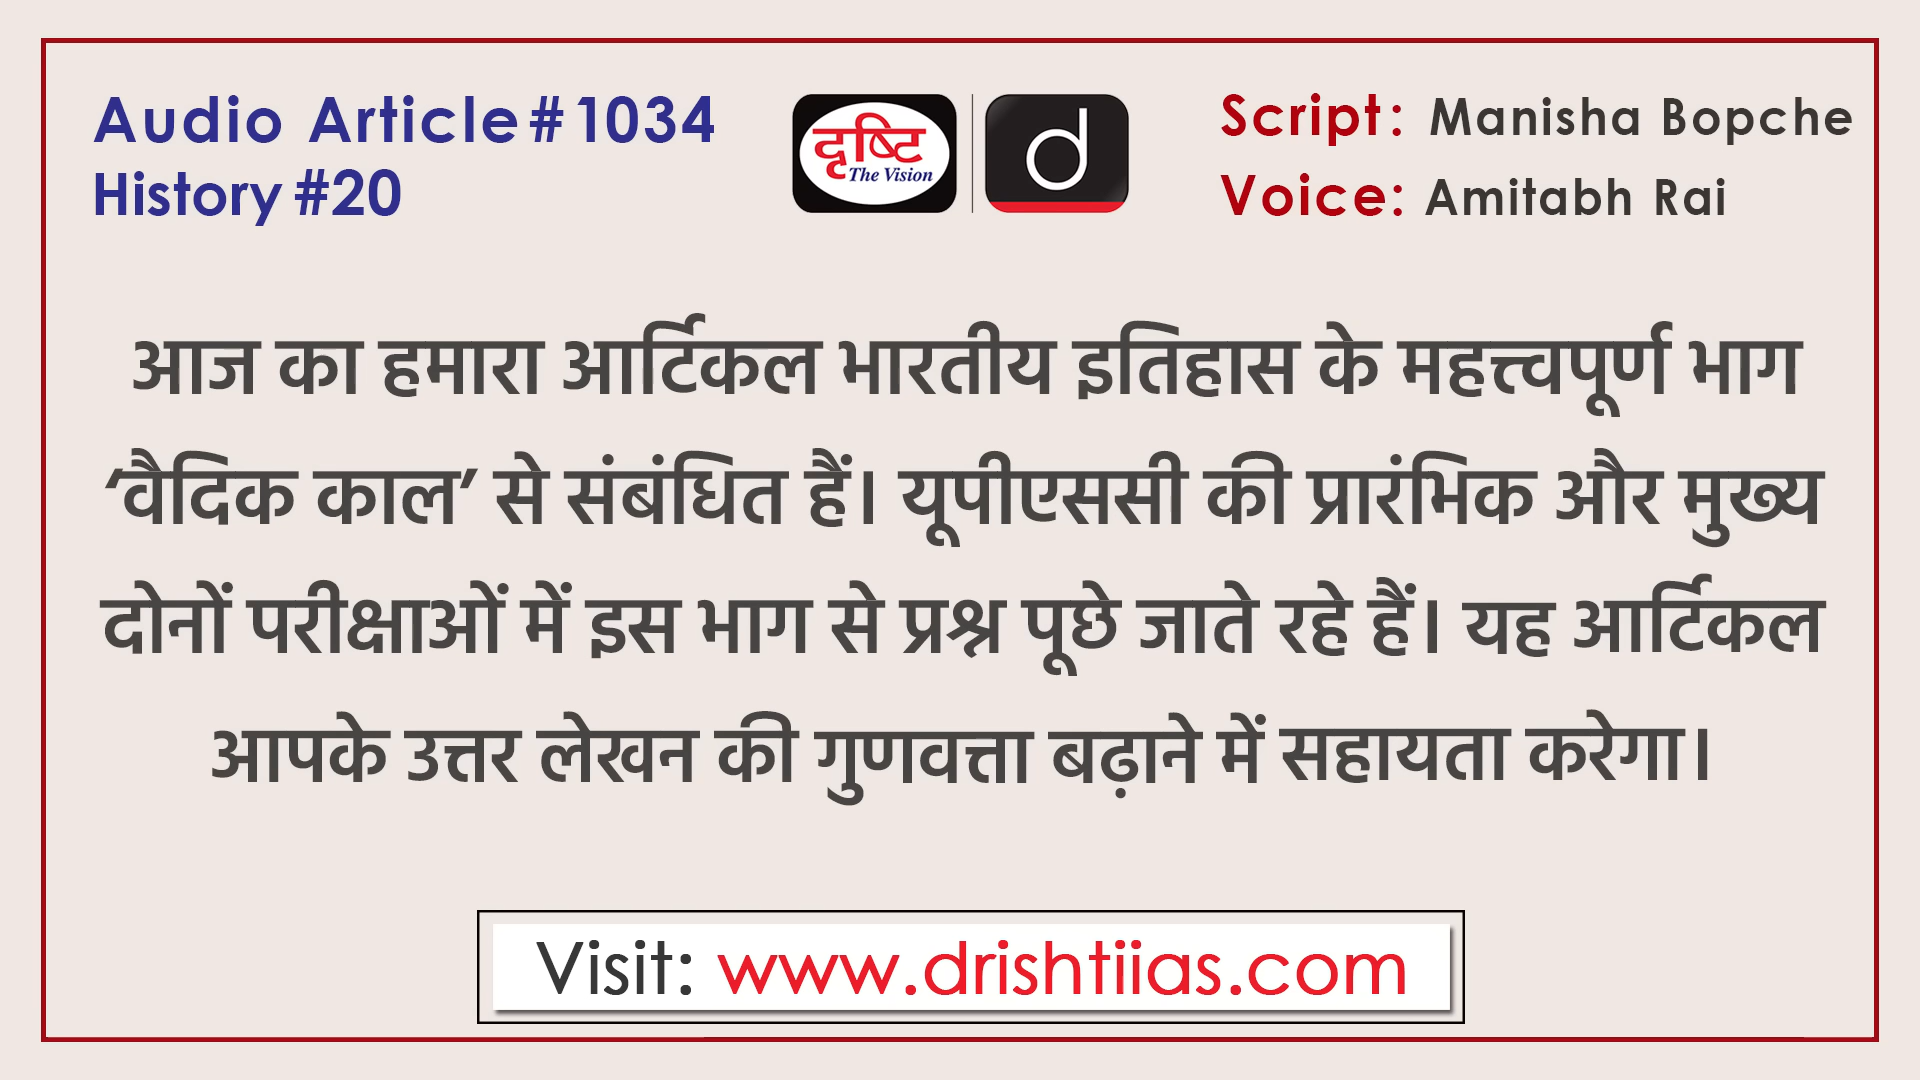 Audio Article #1034
History #20
दृष्टि
The Vision
d
Script: Manisha Bopche
Voice: Amitabh Rai
आज का हमारा आर्टिकल भारतीय इतिहास के महत्त्वपूर्ण भाग
‘वैदिक काल’ से संबंधित हैं। यूपीएससी की प्रारंभिक और मुख्य
दोनों परीक्षाओं में इस भाग से प्रश्न पूछे जाते रहे हैं। यह आर्टिकल
आपके उत्तर लेखन की गुणवत्ता बढ़ाने में सहायता करेगा।
Visit: www.drishtiias.com